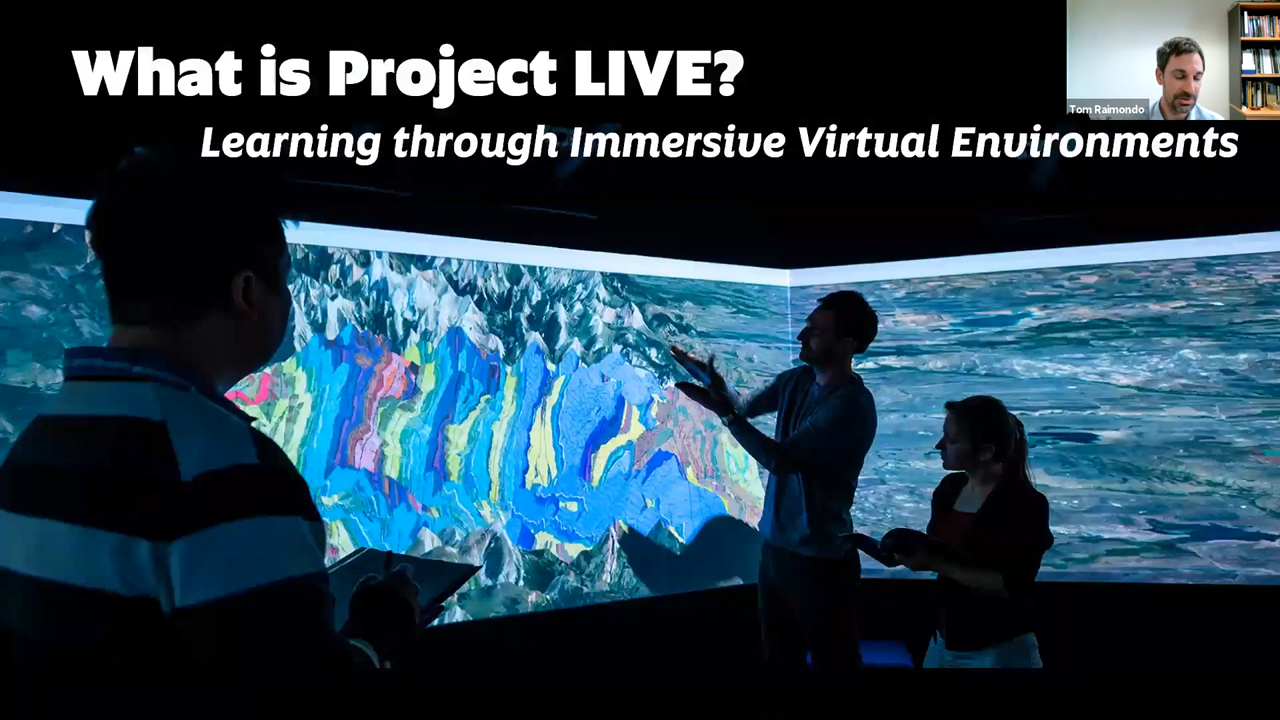 What is Project LIVE?
Tom Raimondo
Learning through Immersive Virtual Environments